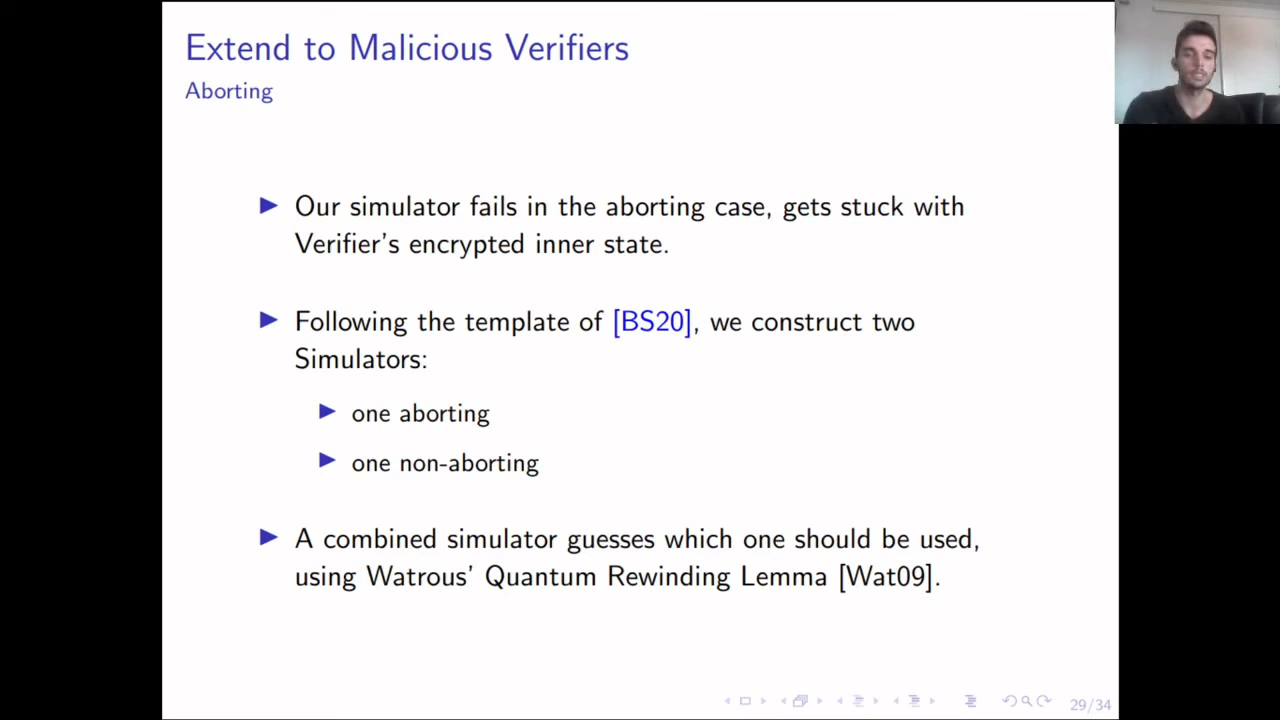 Extend to Malicious Verifiers
Aborting
Our simulator fails in the aborting case, gets stuck with
Verifier's encrypted inner state.
Following the template of [BS20], we construct two
Simulators:
one aborting
one non-aborting
A combined simulator guesses which one should be used,
using Watrous' Quantum Rewinding Lemma [Wat09].
29/34